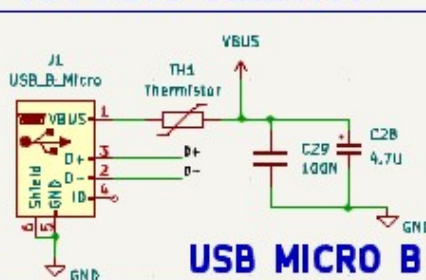 VBUS
J1
USB_B_Micro
TH1
Thermistor
VBUS 1
D+ 3
D- 2
ID 4
Shield
GND
6
5
D+
D-
C29
100N
C28
4.7U
+
GND
GND
USB MICRO B